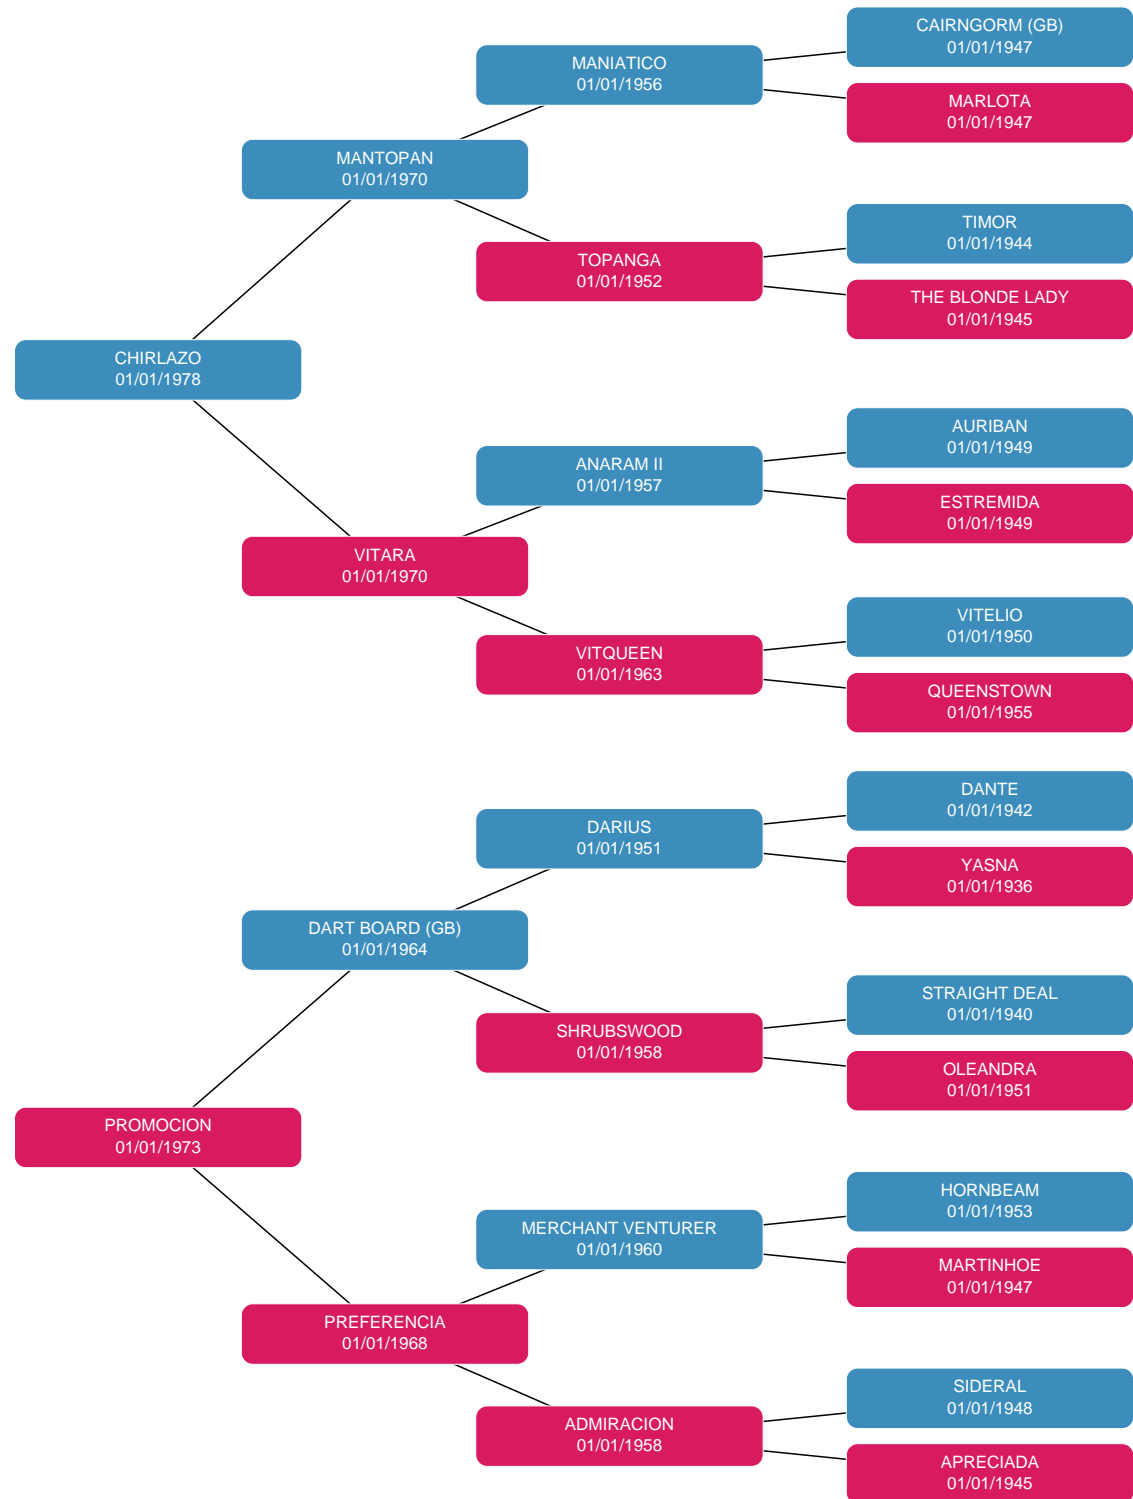 CAIRNGORM (GB)
01/01/1947
MANIATICO
01/01/1956
MARLOTA
01/01/1947
MANTOPAN
01/01/1970
TIMOR
01/01/1944
TOPANGA
01/01/1952
THE BLONDE LADY
01/01/1945
CHIRLAZO
01/01/1978
AURIBAN
01/01/1949
ANARAM II
01/01/1957
ESTREMIDA
01/01/1949
VITARA
01/01/1970
VITELIO
01/01/1950
VITQUEEN
01/01/1963
QUEENSTOWN
01/01/1955
DANTE
01/01/1942
DARIUS
01/01/1951
YASNA
01/01/1936
DART BOARD (GB)
01/01/1964
STRAIGHT DEAL
01/01/1940
SHRUBSWOOD
01/01/1958
OLEANDRA
01/01/1951
PROMOCION
01/01/1973
HORNBEAM
01/01/1953
MERCHANT VENTURER
01/01/1960
MARTINHOE
01/01/1947
PREFERENCIA
01/01/1968
SIDERAL
01/01/1948
ADMIRACION
01/01/1958
APRECIADA
01/01/1945